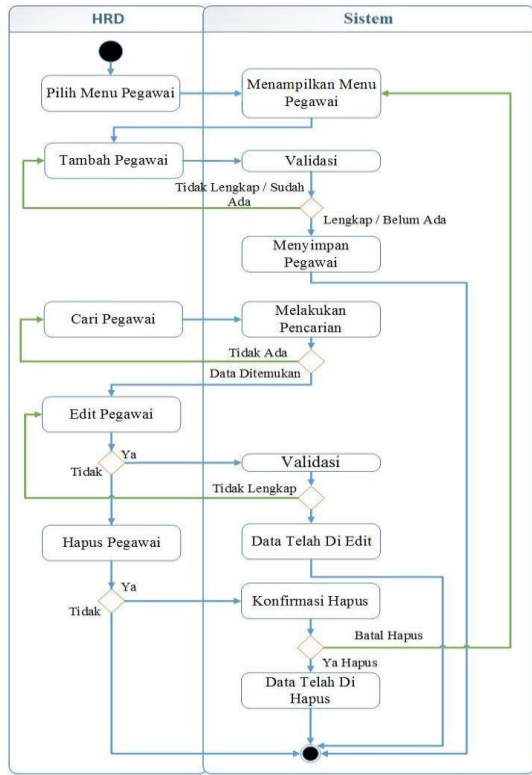 HRD
Sistem
Pilih Menu Pegawai
Menampilkan Menu
Pegawai
Tambah Pegawai
Validasi
Tidak Lengkap / Sudah
Ada
Lengkap / Belum Ada
Menyimpan
Pegawai
Cari Pegawai
Melakukan
Pencarian
Tidak Ada
Data Ditemukan
Edit Pegawai
Ya
Tidak
Validasi
Tidak Lengkap
Hapus Pegawai
Data Telah Di Edit
Ya
Tidak
Konfirmasi Hapus
Batal Hapus
Ya Hapus
Data Telah Di
Hapus